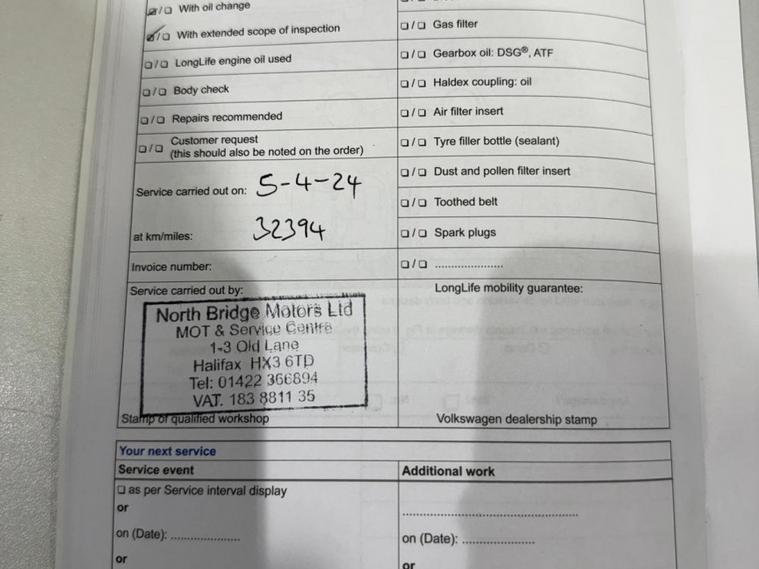 ☑/☐ With oil change
☑/☐ With extended scope of inspection
☐/☐ LongLife engine oil used
☐/☐ Body check
☐/☐ Repairs recommended
☐/☐ Customer request
(this should also be noted on the order)
Service carried out on: 5-4-24
at km/miles: 32394
Invoice number:
Service carried out by:
North Bridge Motors Ltd
MOT & Service Centre
1-3 Old Lane
Halifax HX3 6TD
Tel: 01422 366894
VAT. 183 8811 35
Stamp of qualified workshop
☐/☐ Gas filter
☐/☐ Gearbox oil: DSG®, ATF
☐/☐ Haldex coupling: oil
☐/☐ Air filter insert
☐/☐ Tyre filler bottle (sealant)
☐/☐ Dust and pollen filter insert
☐/☐ Toothed belt
☐/☐ Spark plugs
☐/☐ .....................
LongLife mobility guarantee:
Volkswagen dealership stamp
Your next service
Service event
☐ as per Service interval display
or
on (Date): .....................
or
Additional work
.....................................................
on (Date): .....................
or